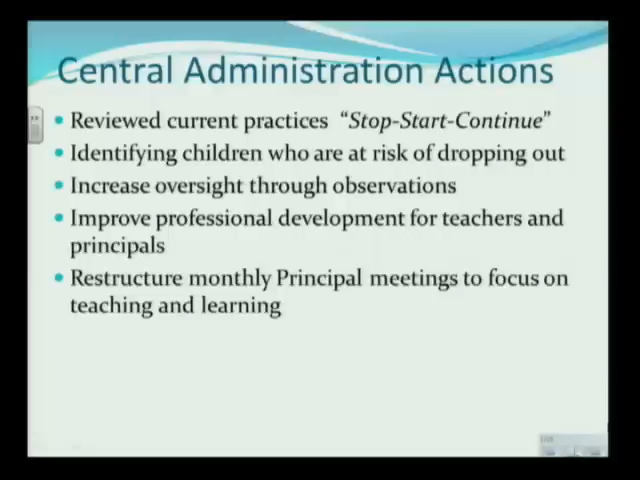 Central Administration Actions
Reviewed current practices "Stop-Start-Continue"
Identifying children who are at risk of dropping out
Increase oversight through observations
Improve professional development for teachers and
principals
Restructure monthly Principal meetings to focus on
teaching and learning